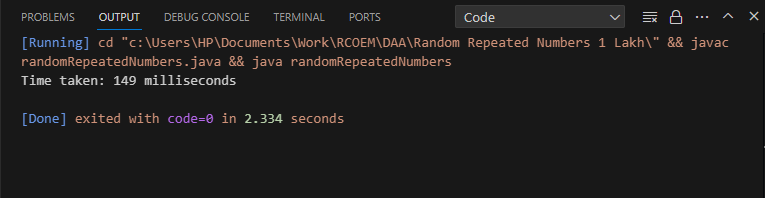 PROBLEMS OUTPUT DEBUG CONSOLE TERMINAL PORTS Code
[Running] cd "c:\Users\HP\Documents\Work\RCOEM\DAA\Random Repeated Numbers 1 Lakh\" && javac
randomRepeatedNumbers.java && java randomRepeatedNumbers
Time taken: 149 milliseconds
[Done] exited with code=0 in 2.334 seconds